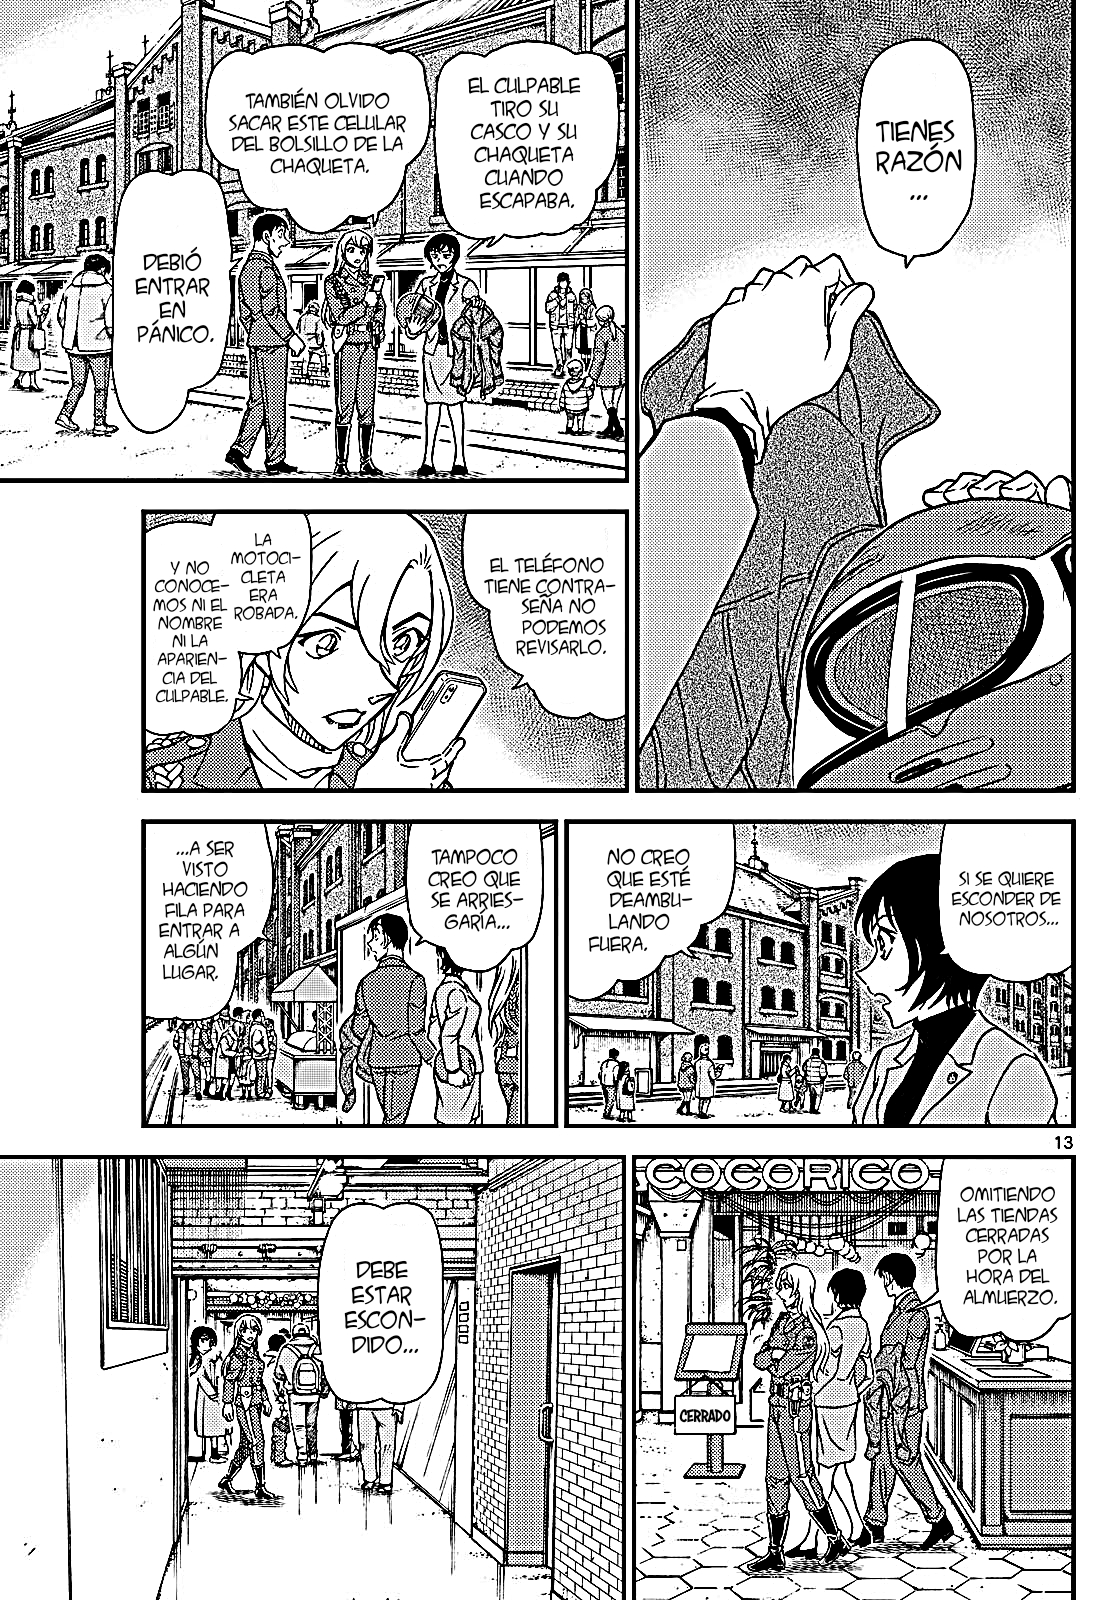 TIENES
RAZÓN
...
EL CULPABLE
TIRO SU
CASCO Y SU
CHAQUETA
CUANDO
ESCAPABA.
TAMBIÉN OLVIDO
SACAR ESTE CELULAR
DEL BOLSILLO DE LA
CHAQUETA.
DEBIÓ
ENTRAR
EN
PÁNICO.
EL TELÉFONO
TIENE CONTRA-
SEÑA NO
PODEMOS
REVISARLO.
LA
MOTOCI-
CLETA
ERA
ROBADA.
Y NO
CONOCE-
MOS NI EL
NOMBRE
NI LA
APARIEN-
CIA DEL
CULPABLE.
SI SE QUIERE
ESCONDER DE
NOSOTROS...
NO CREO
QUE ESTÉ
DEAMBU-
LANDO
FUERA.
TAMPOCO
CREO QUE
SE ARRIES-
GARÍA...
...A SER
VISTO
HACIENDO
FILA PARA
ENTRAR A
ALGÚN
LUGAR.
13
COCORICO
OMITIENDO
LAS TIENDAS
CERRADAS
POR LA
HORA DEL
ALMUERZO.
CERRADO
DEBE
ESTAR
ESCON-
DIDO...